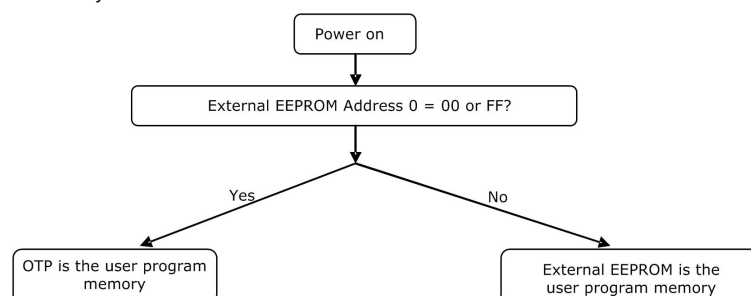 Power on
External EEPROM Address 0 = 00 or FF?
Yes
No
OTP is the user program
memory
External EEPROM is the
user program memory